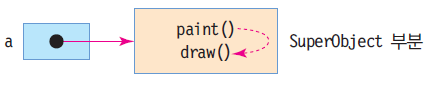 paint()
a
draw()
SuperObject 부분